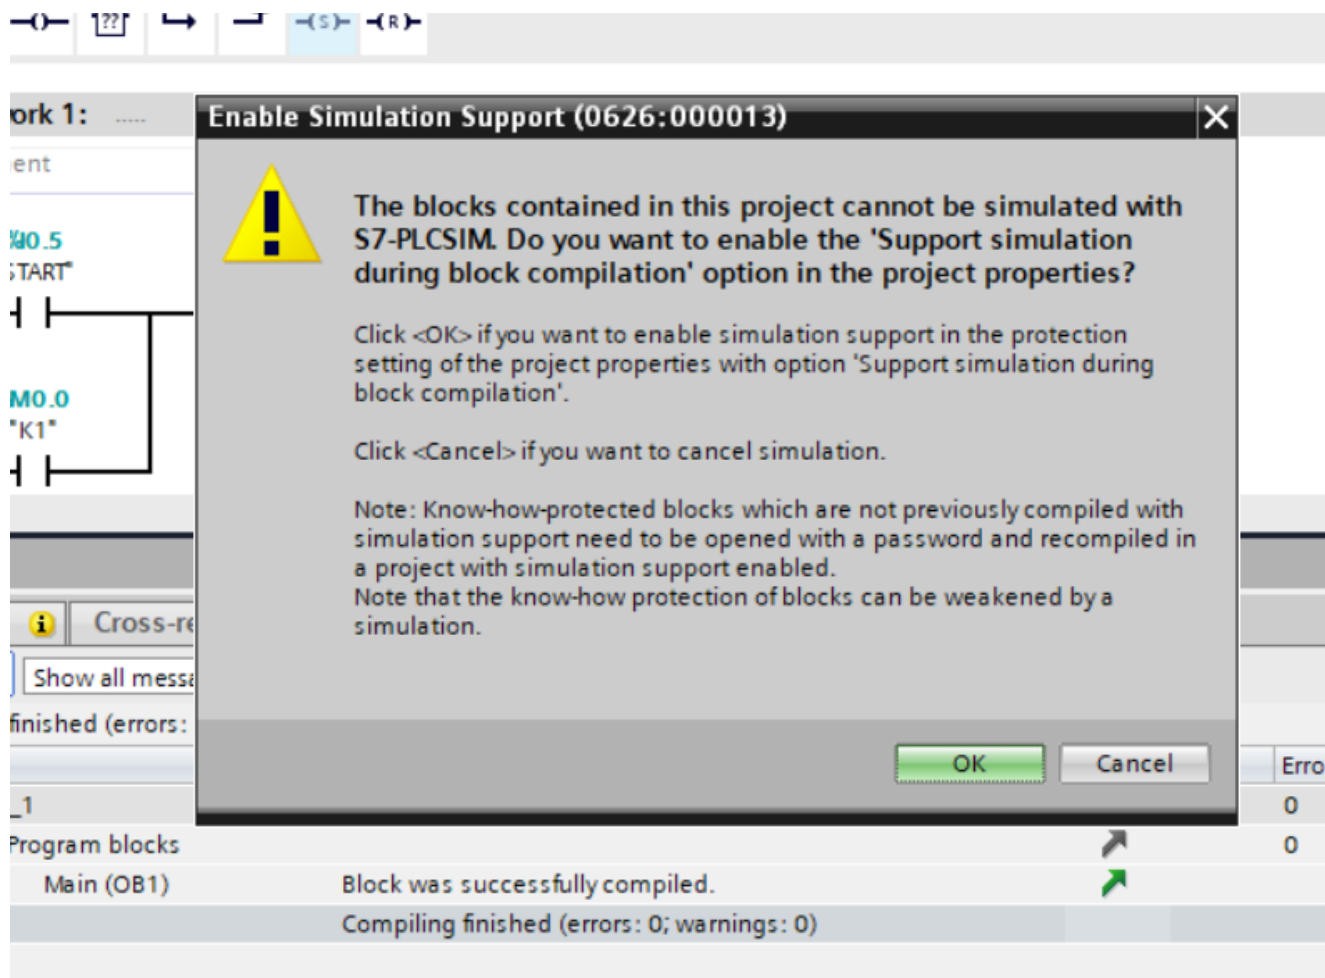 ??
S
R
ork 1: .....
Enable Simulation Support (0626:000013)
ent
The blocks contained in this project cannot be simulated with
S7-PLCSIM. Do you want to enable the 'Support simulation
during block compilation' option in the project properties?
%I0.5
START"
Click <OK> if you want to enable simulation support in the protection
setting of the project properties with option 'Support simulation during
block compilation'.
M0.0
"K1"
Click <Cancel> if you want to cancel simulation.
Note: Know-how-protected blocks which are not previously compiled with
simulation support need to be opened with a password and recompiled in
a project with simulation support enabled.
Note that the know-how protection of blocks can be weakened by a
simulation.
Cross-re
Show all messa
finished (errors:
OK
Cancel
Erro
_1
0
Program blocks
0
Main (OB1)
Block was successfully compiled.
Compiling finished (errors: 0; warnings: 0)